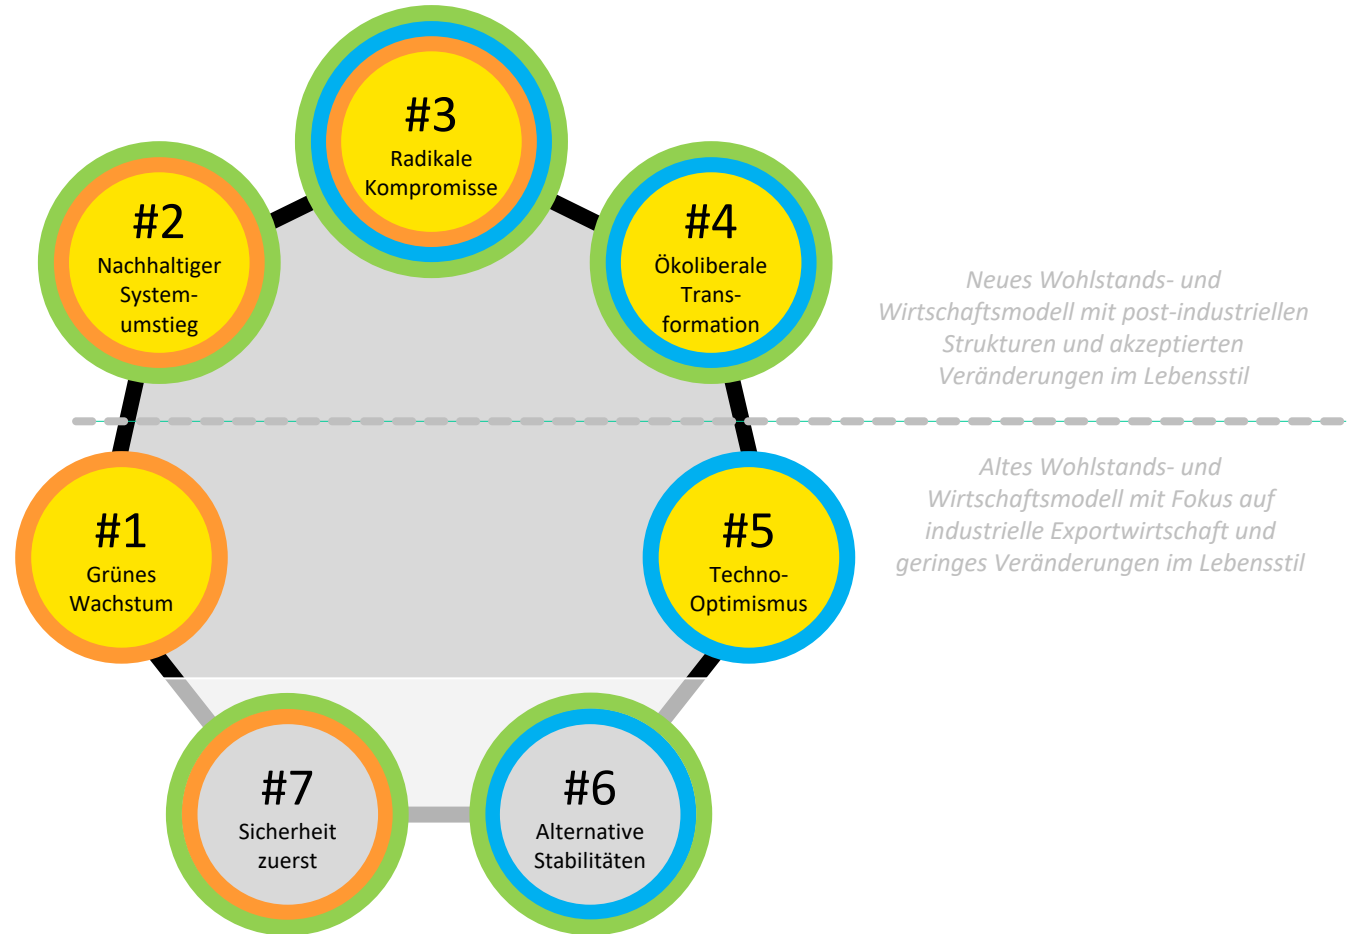 #3
Radikale
Kompromisse
#2
Nachhaltiger
System-
umstieg
#4
Ökoliberale
Trans-
formation
Neues Wohlstands- und
Wirtschaftsmodell mit post-industriellen
Strukturen und akzeptierten
Veränderungen im Lebensstil
Altes Wohlstands- und
Wirtschaftsmodell mit Fokus auf
industrielle Exportwirtschaft und
geringes Veränderungen im Lebensstil
#1
Grünes
Wachstum
#5
Techno-
Optimismus
#7
Sicherheit
zuerst
#6
Alternative
Stabilitäten